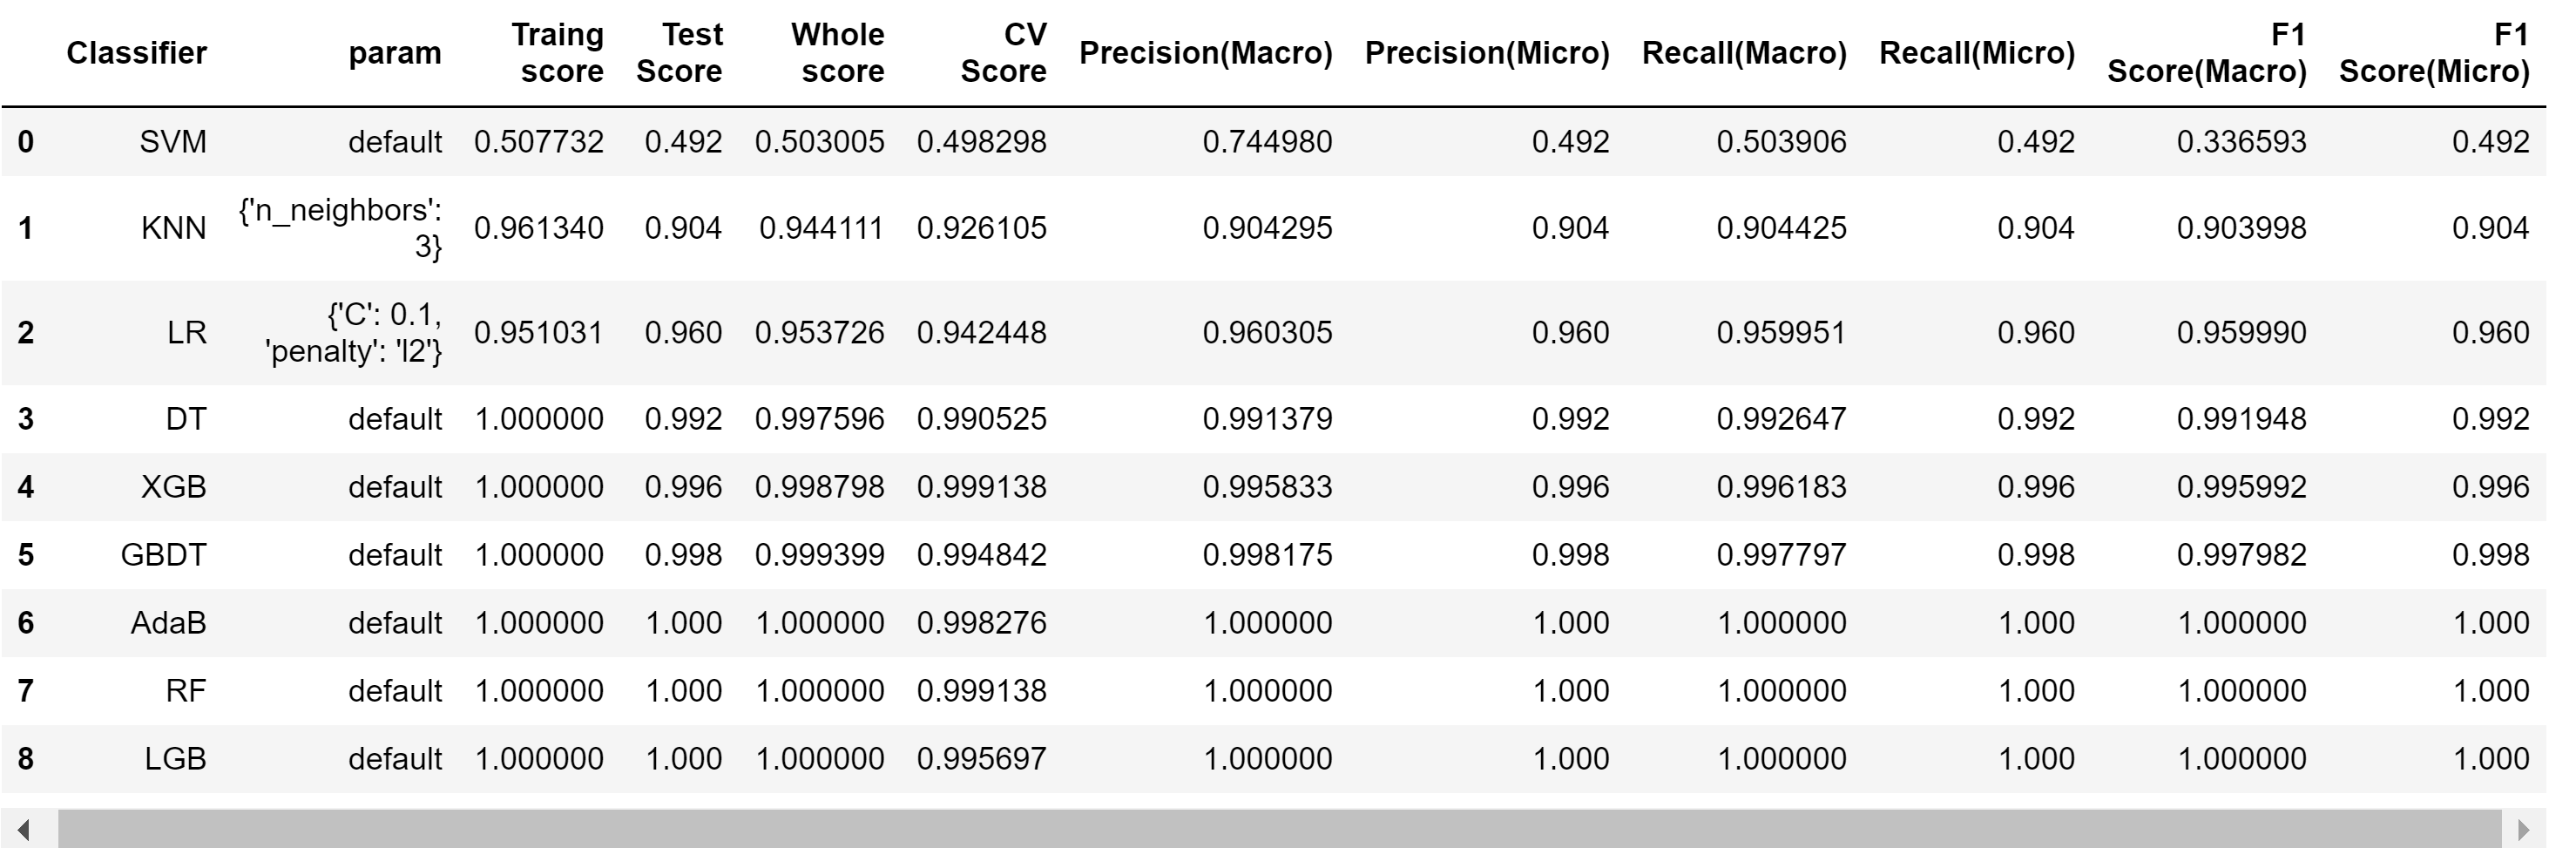 Classifier param Traing score Test Score Whole score CV Score Precision(Macro) Precision(Micro) Recall(Macro) Recall(Micro) F1 Score(Macro) F1 Score(Micro)
0 SVM default 0.507732 0.492 0.503005 0.498298 0.744980 0.492 0.503906 0.492 0.336593 0.492
1 KNN {'n_neighbors': 3} 0.961340 0.904 0.944111 0.926105 0.904295 0.904 0.904425 0.904 0.903998 0.904
2 LR {'C': 0.1, 'penalty': 'l2'} 0.951031 0.960 0.953726 0.942448 0.960305 0.960 0.959951 0.960 0.959990 0.960
3 DT default 1.000000 0.992 0.997596 0.990525 0.991379 0.992 0.992647 0.992 0.991948 0.992
4 XGB default 1.000000 0.996 0.998798 0.999138 0.995833 0.996 0.996183 0.996 0.995992 0.996
5 GBDT default 1.000000 0.998 0.999399 0.994842 0.998175 0.998 0.997797 0.998 0.997982 0.998
6 AdaB default 1.000000 1.000 1.000000 0.998276 1.000000 1.000 1.000000 1.000 1.000000 1.000
7 RF default 1.000000 1.000 1.000000 0.999138 1.000000 1.000 1.000000 1.000 1.000000 1.000
8 LGB default 1.000000 1.000 1.000000 0.995697 1.000000 1.000 1.000000 1.000 1.000000 1.000